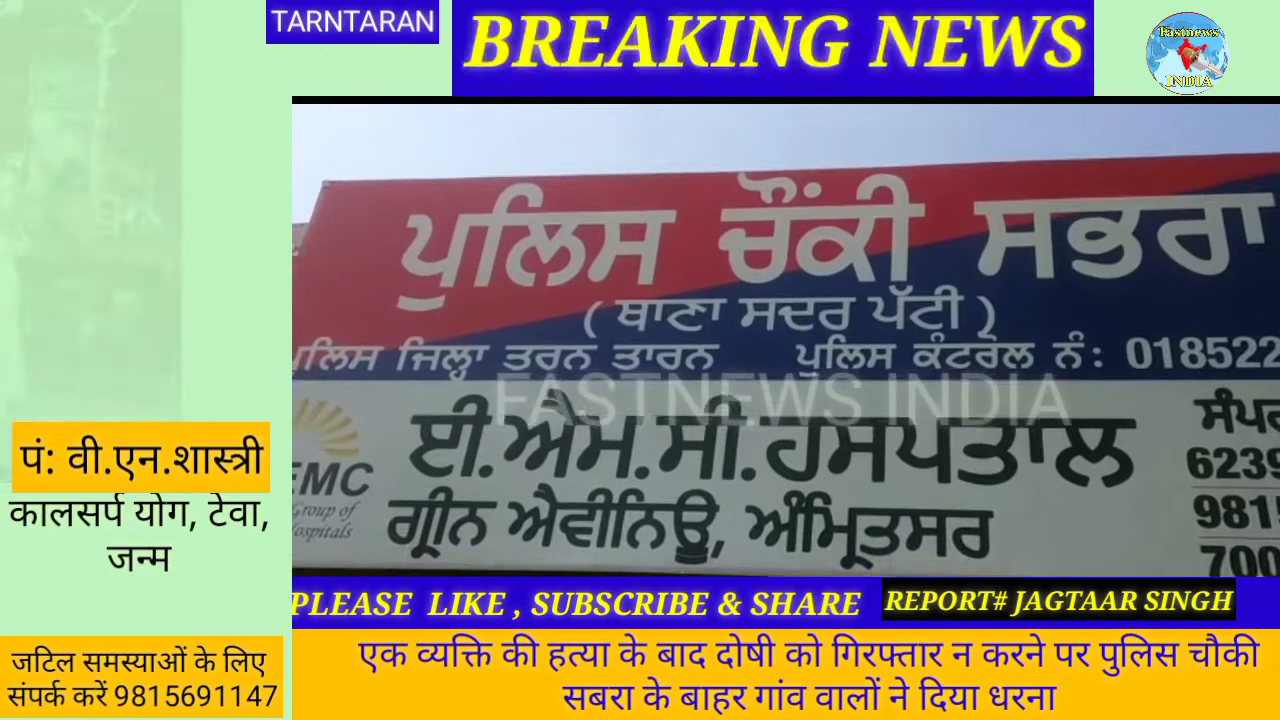 TARNTARAN
BREAKING NEWS
Fastnews
INDIA
ਪੁਲਿਸ ਚੌਂਕੀ ਸਭਰਾ
( ਥਾਣਾ ਸਦਰ ਪੱਟੀ )
ਪੁਲਿਸ ਜਿਲ੍ਹਾ ਤਰਨ ਤਾਰਨ ਪੁਲਿਸ ਕੰਟਰੋਲ ਨੰ: 018522
FASTNEWS INDIA
ਈ.ਐਮ.ਸੀ.ਹਸਪਤਾਲ
ਗ੍ਰੀਨ ਐਵੀਨਿਊ, ਅੰਮ੍ਰਿਤਸਰ
EMC
Group of
Hospitals
6239
981
700
पं: वी.एन.शास्त्री
कालसर्प योग, टेवा,
जन्म
जटिल समस्याओं के लिए
संपर्क करें 9815691147
PLEASE LIKE , SUBSCRIBE & SHARE
REPORT# JAGTAAR SINGH
एक व्यक्ति की हत्या के बाद दोषी को गिरफ्तार न करने पर पुलिस चौकी
सबरा के बाहर गांव वालों ने दिया धरना